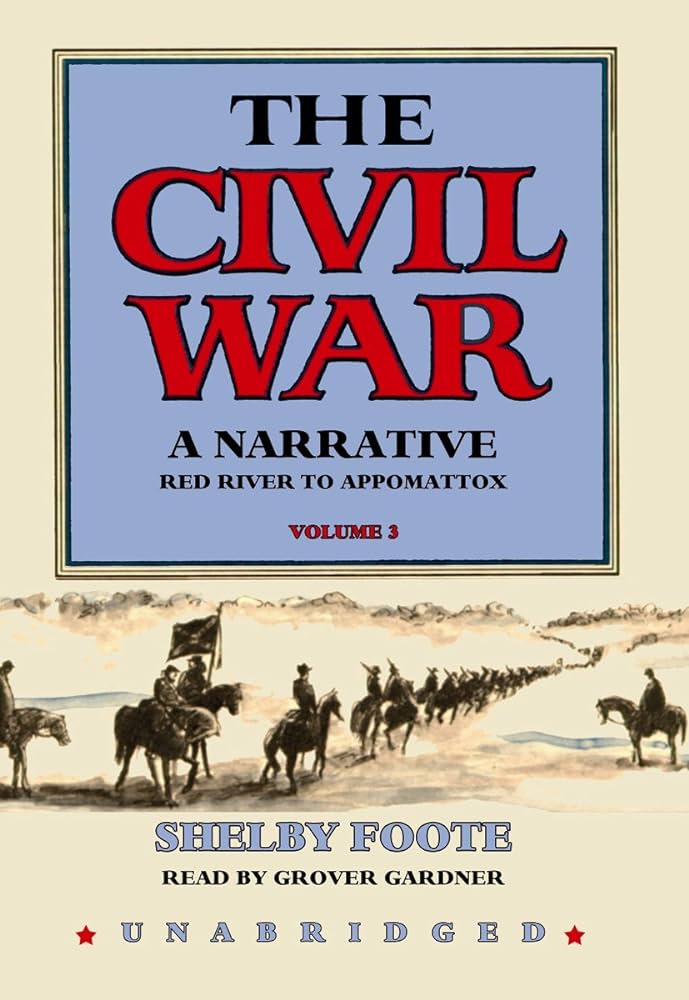 THE
CIVIL
WAR
A NARRATIVE
RED RIVER TO APPOMATTOX
VOLUME 3
SHELBY FOOTE
READ BY GROVER GARDNER
UNABRIDGED